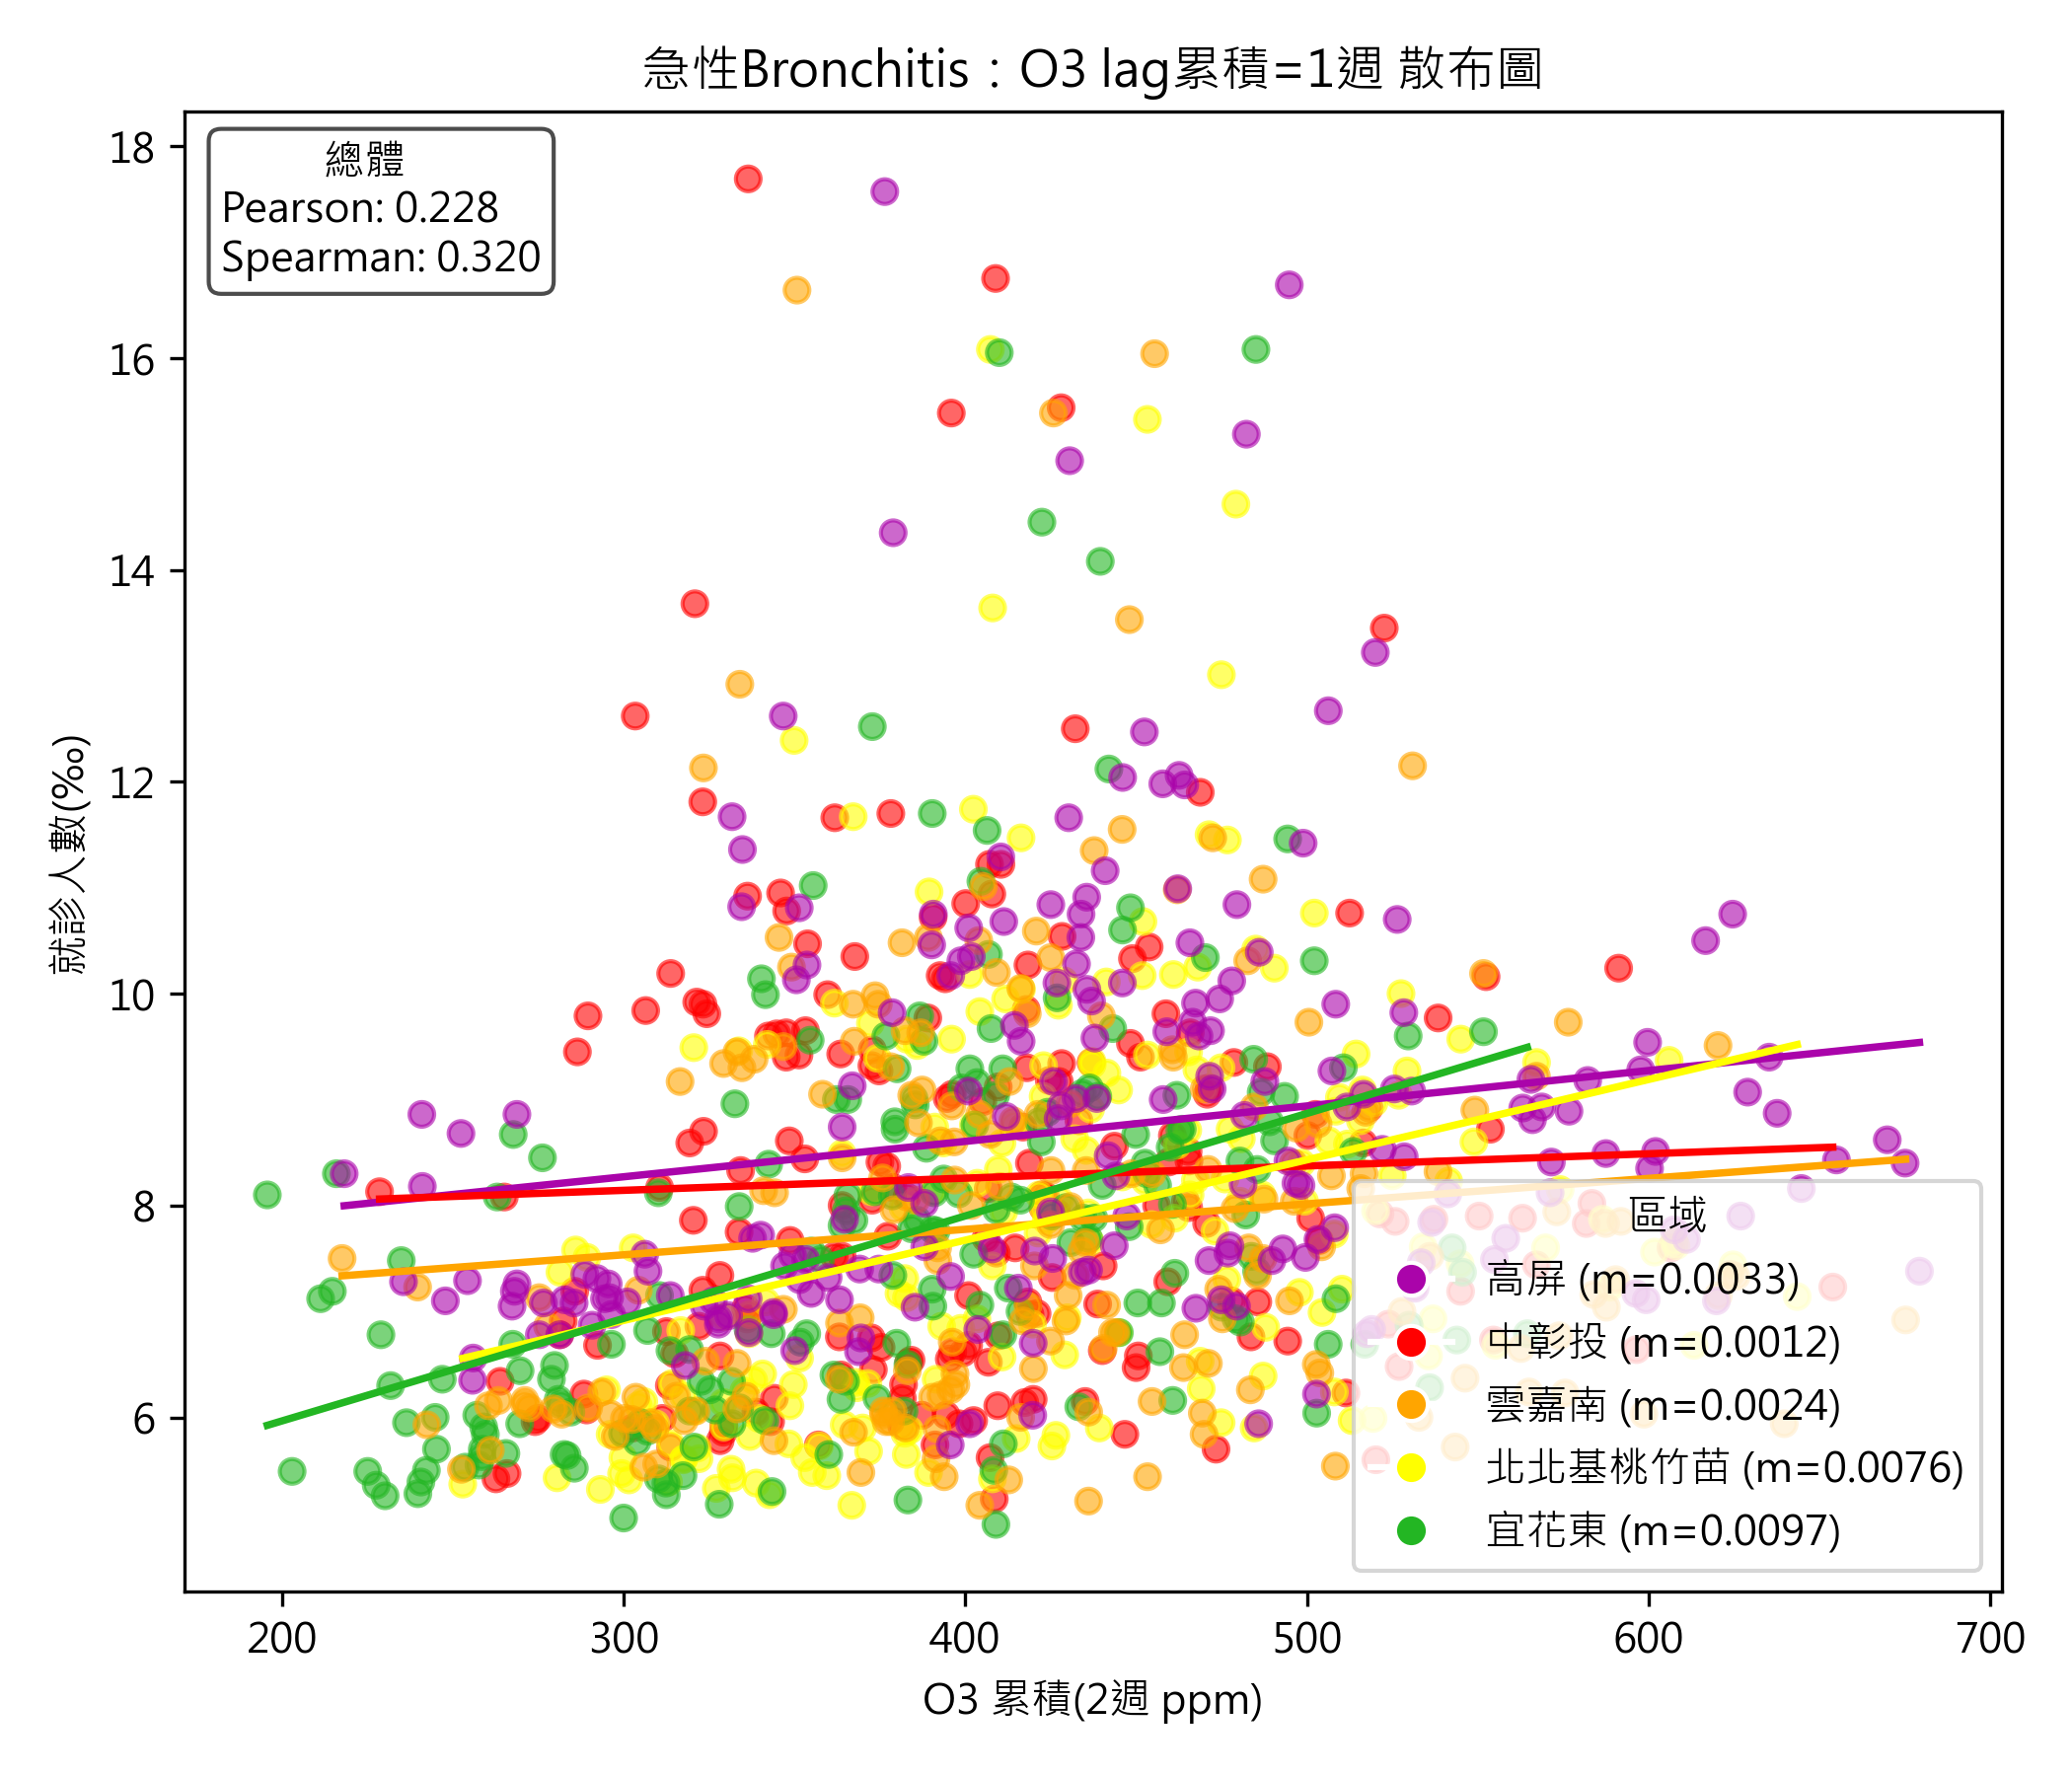 急性Bronchitis：O3 lag累積=1週 散布圖
總體
Pearson: 0.228
Spearman: 0.320
就診人數(‰)
18
16
14
12
10
8
6
區域
高屏 (m=0.0033)
中彰投 (m=0.0012)
雲嘉南 (m=0.0024)
北北基桃竹苗 (m=0.0076)
宜花東 (m=0.0097)
200 300 400 500 600 700
O3 累積(2週 ppm)